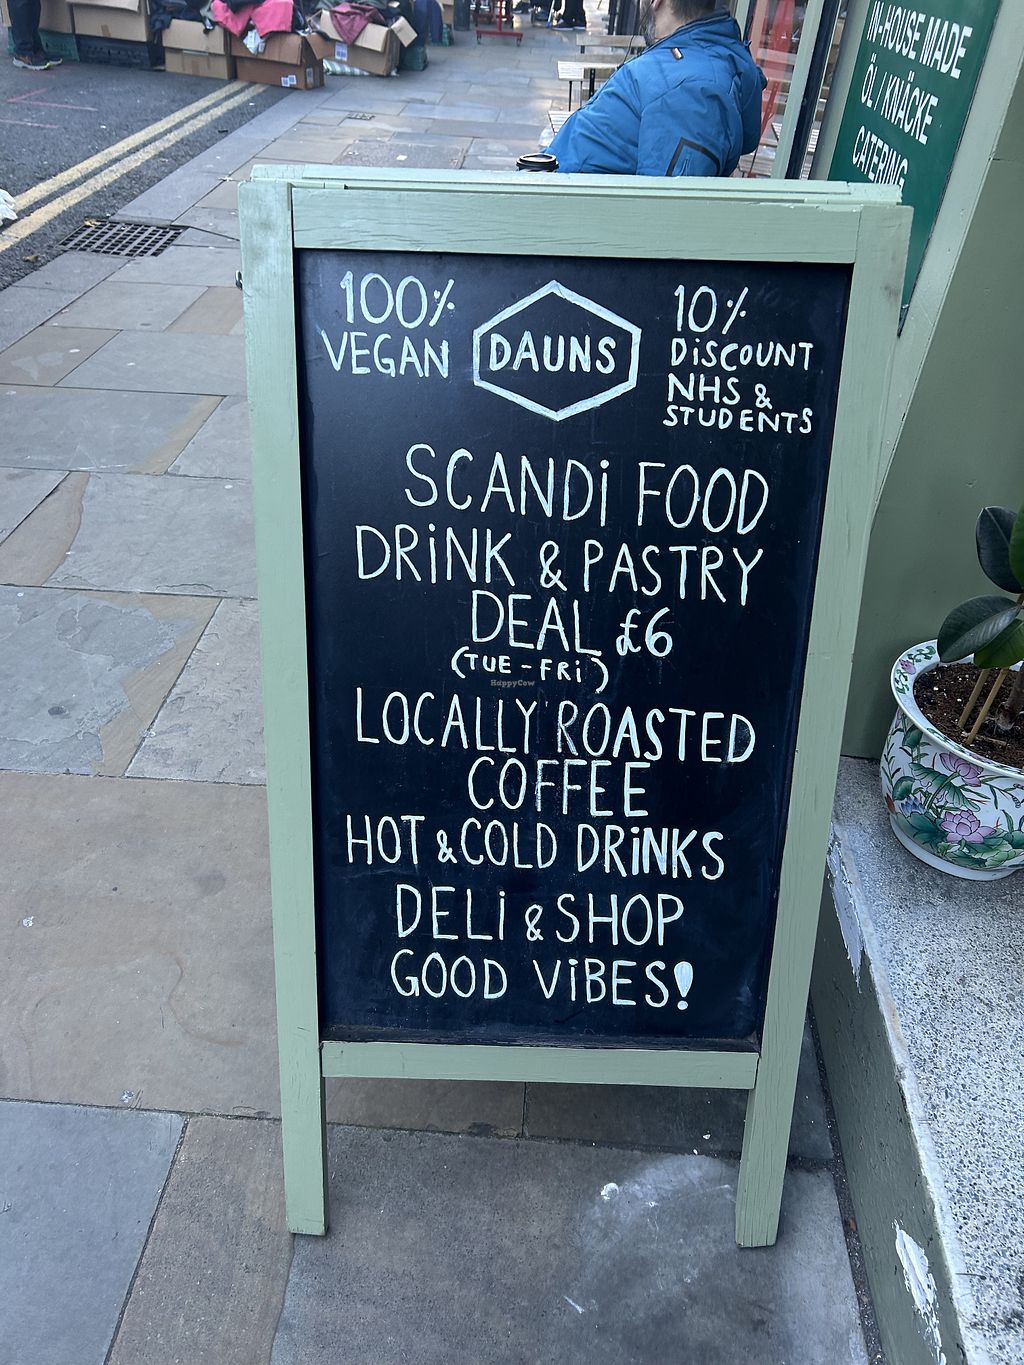 IN-HOUSE MADE
ÖL / KNÄCKE
CATERING
100%
VEGAN
DAUNS
10%
DiSCOUNT
NHS &
STUDENTS
SCANDi FOOD
DRiNK & PASTRY
DEAL £6
(TUE - FRi)
HappyCow
LOCALLY ROASTED
COFFEE
HOT & COLD DRiNKS
DELi & SHOP
GOOD ViBES!